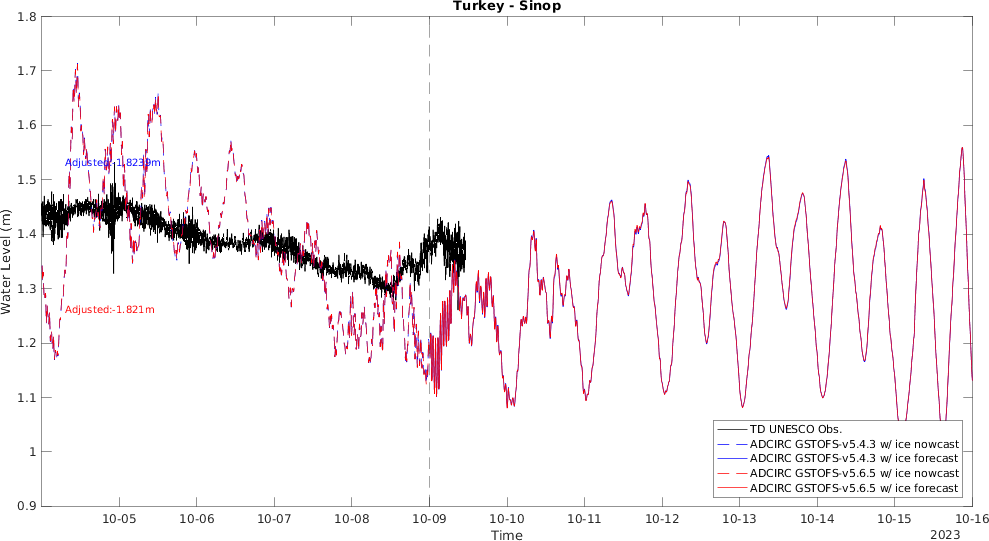 Turkey - Sinop
1.8
1.7
1.6
1.5
1.4
1.3
1.2
1.1
1
0.9
Water Level (m)
Adjusted:-1.8239m
Adjusted:-1.821m
TD UNESCO Obs.
ADCIRC GSTOFS-v5.4.3 w/ ice nowcast
ADCIRC GSTOFS-v5.4.3 w/ ice forecast
ADCIRC GSTOFS-v5.6.5 w/ ice nowcast
ADCIRC GSTOFS-v5.6.5 w/ ice forecast
10-05 10-06 10-07 10-08 10-09 10-10 10-11 10-12 10-13 10-14 10-15 10-16
Time
2023